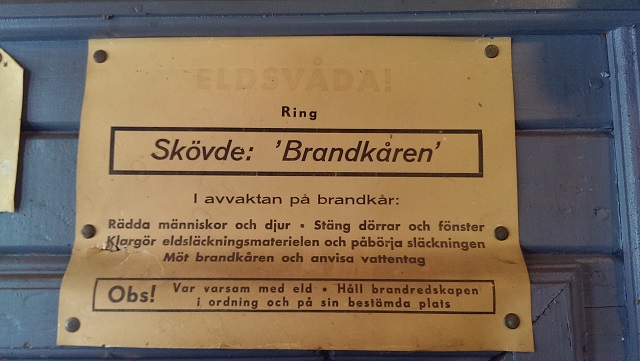 ELDSVÅDA!
Ring
Skövde: 'Brandkåren'
I avvaktan på brandkår:
Rädda människor och djur • Stäng dörrar och fönster
Klargör eldsläckningsmaterielen och påbörja släckningen
Möt brandkåren och anvisa vattentag
Obs! Var varsam med eld • Håll brandredskapen
i ordning och på sin bestämda plats